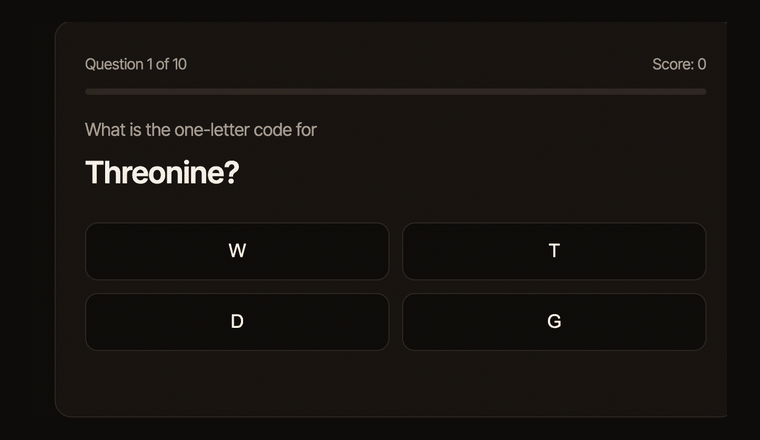 Question 1 of 10 Score: 0
What is the one-letter code for
Threonine?
W T
D G